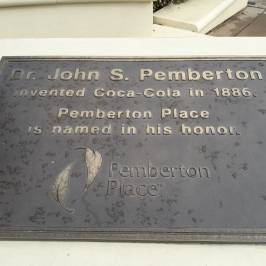 Dr. John S. Pemberton
invented Coca-Cola in 1886.
Pemberton Place
is named in his honor.
Pemberton
Place